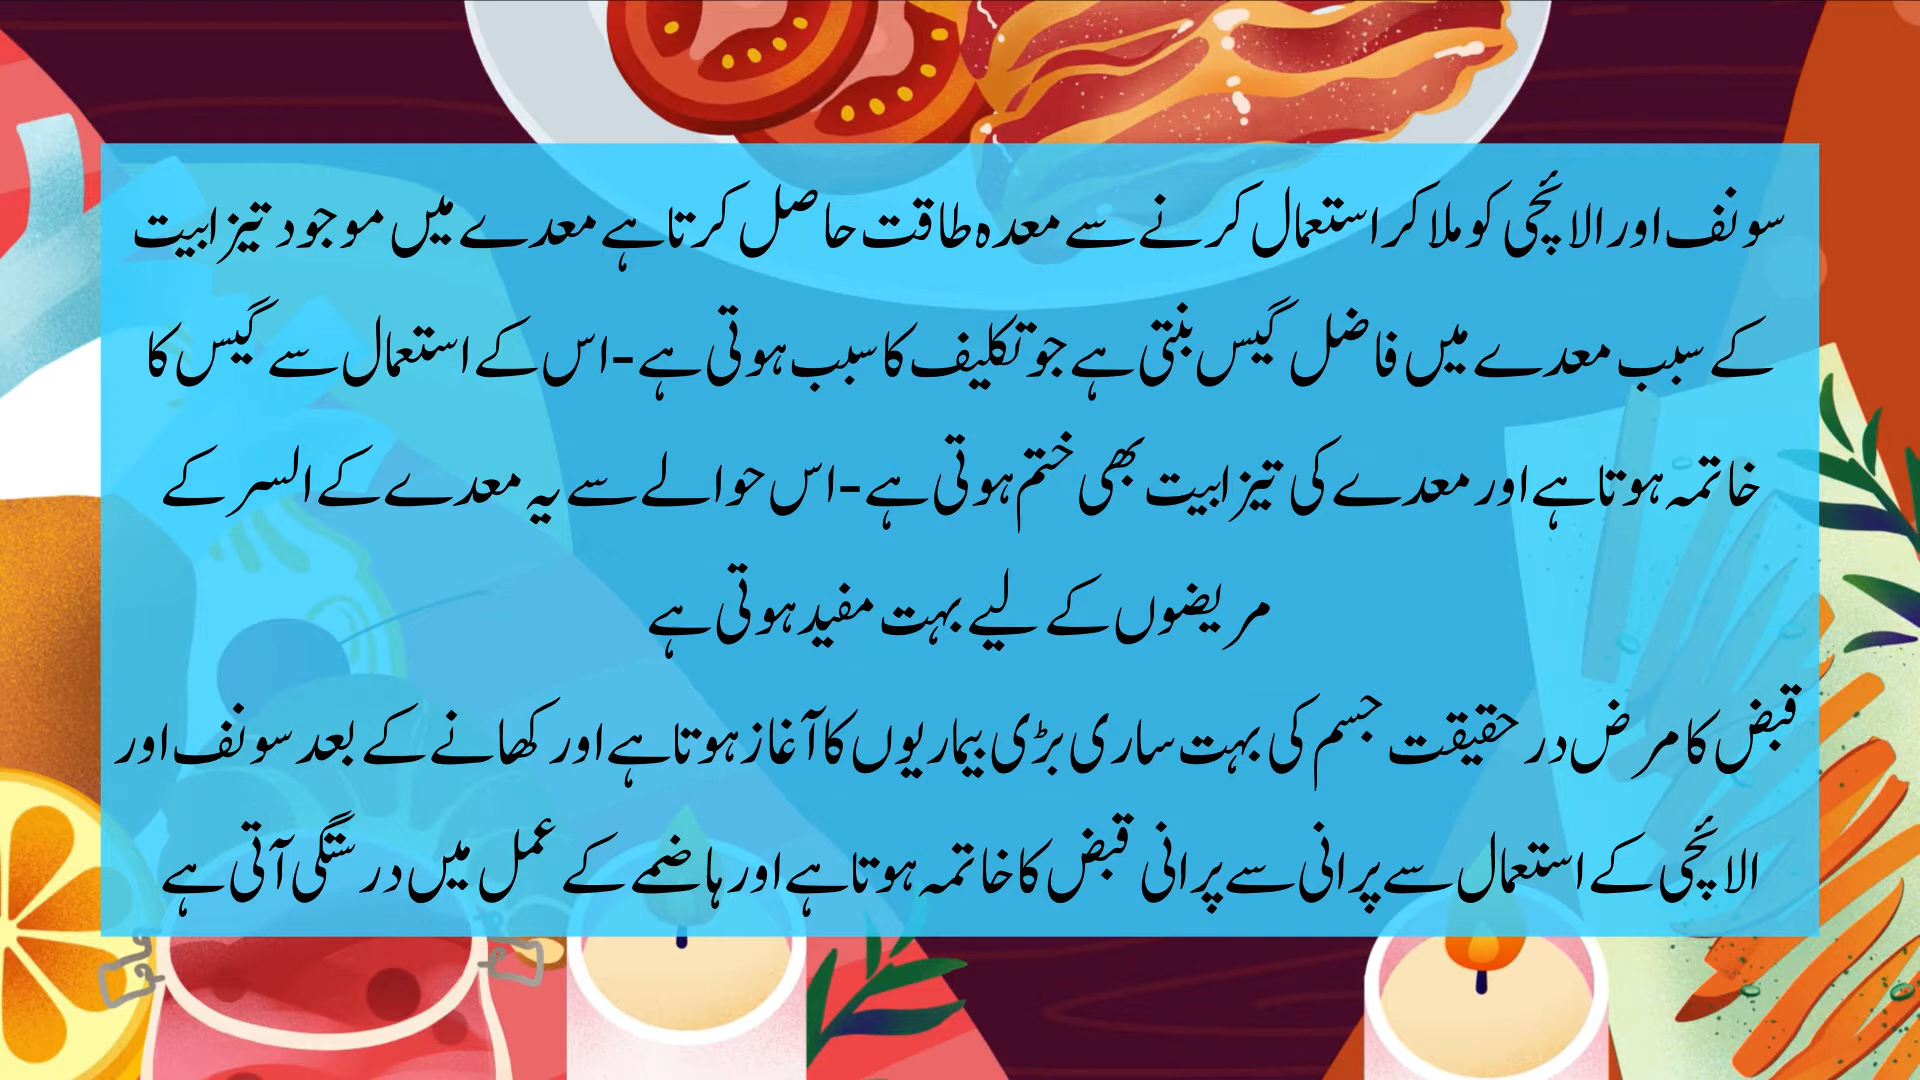 سونف اور الائچی کو ملا کر استعمال کرنے سے معدہ طاقت حاصل کرتا ہے معدے میں موجود تیزابیت
کے سبب معدے میں فاضل گیس بنتی ہے جو تکلیف کا سبب ہوتی ہے-اس کے استعمال سے گیس کا
خاتمہ ہوتا ہے اور معدے کی تیزابیت بھی ختم ہوتی ہے-اس حوالے سے یہ معدے کے السر کے
مریضوں کے لیے بہت مفید ہوتی ہے
قبض کا مرض در حقیقت جسم کی بہت ساری بڑی بیماریوں کا آغاز ہوتا ہے اور کھانے کے بعد سونف اور
الائچی کے استعمال سے پرانی سے پرانی قبض کا خاتمہ ہوتا ہے اور ہاضمے کے عمل میں درستگی آتی ہے